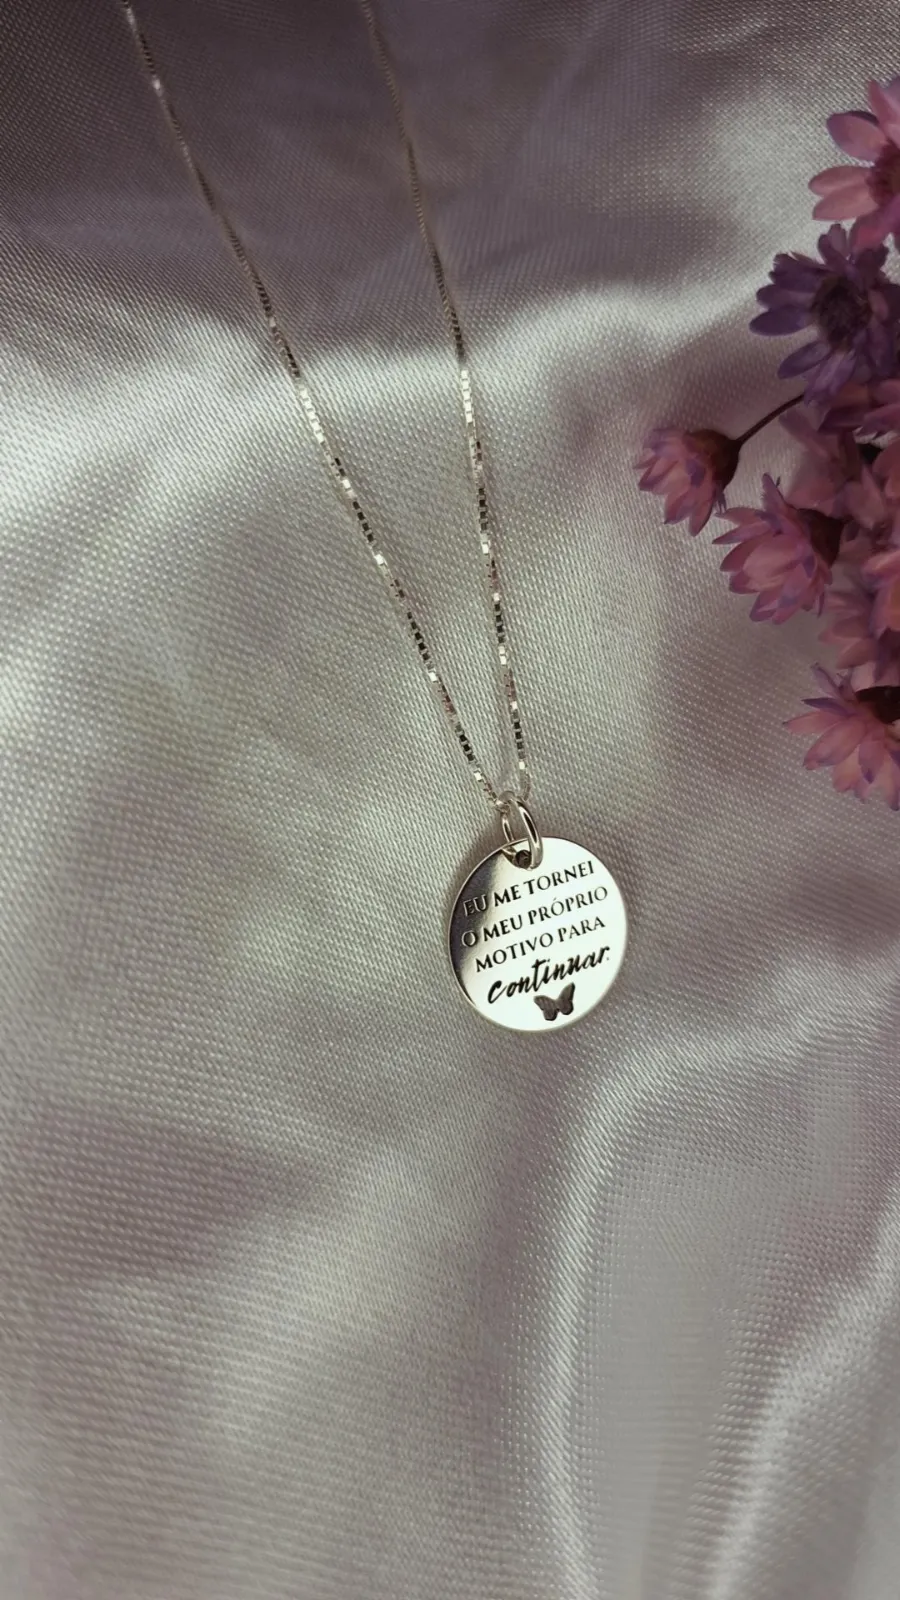 EU ME TORNEI
O MEU PRÓPRIO
MOTIVO PARA
continuar.